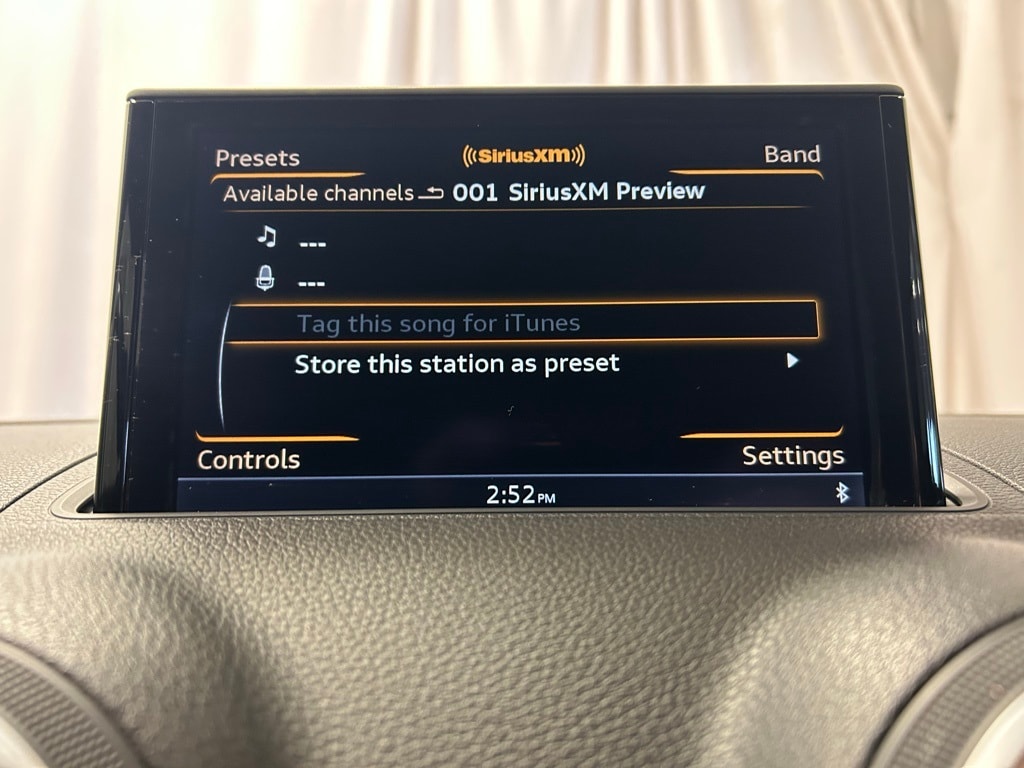 Presets
((SiriusXM))
Band
Available channels 001 SiriusXM Preview
---
---
Tag this song for iTunes
Store this station as preset
Controls
Settings
2:52PM